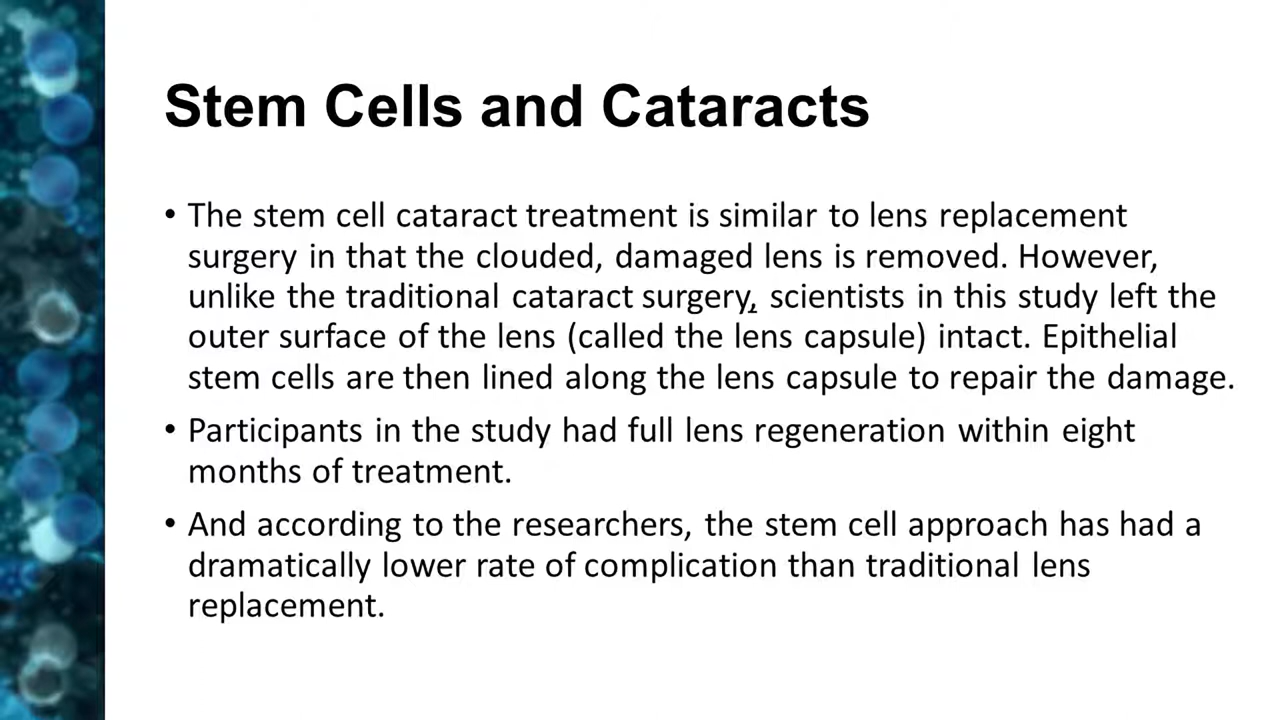 Stem Cells and Cataracts
• The stem cell cataract treatment is similar to lens replacement
surgery in that the clouded, damaged lens is removed. However,
unlike the traditional cataract surgery, scientists in this study left the
outer surface of the lens (called the lens capsule) intact. Epithelial
stem cells are then lined along the lens capsule to repair the damage.
• Participants in the study had full lens regeneration within eight
months of treatment.
• And according to the researchers, the stem cell approach has had a
dramatically lower rate of complication than traditional lens
replacement.